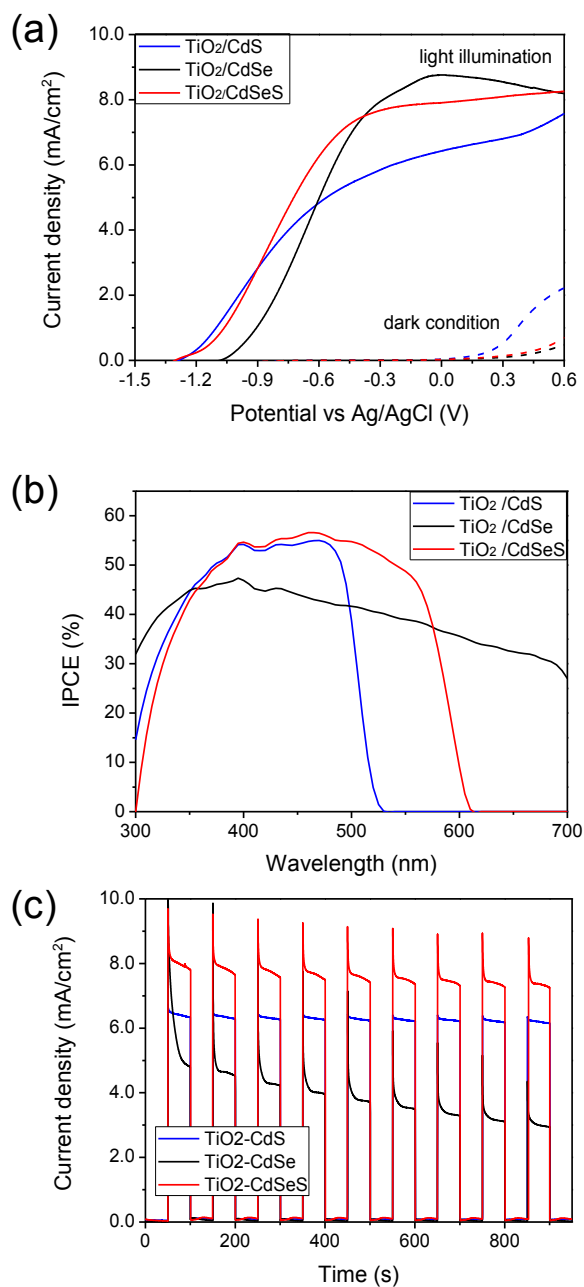 (a)
TiO2/CdS
TiO2/CdSe
TiO2/CdSeS
light illumination
dark condition
10.0
8.0
6.0
4.0
2.0
0.0
Current density (mA/cm2)
-1.5 -1.2 -0.9 -0.6 -0.3 0.0 0.3 0.6
Potential vs Ag/AgCl (V)
(b)
TiO2 /CdS
TiO2 /CdSe
TiO2 /CdSeS
60
50
40
30
20
10
0
IPCE (%)
300 400 500 600 700
Wavelength (nm)
(c)
10.0
8.0
6.0
4.0
2.0
0.0
Current density (mA/cm2)
TiO2-CdS
TiO2-CdSe
TiO2-CdSeS
0 200 400 600 800
Time (s)